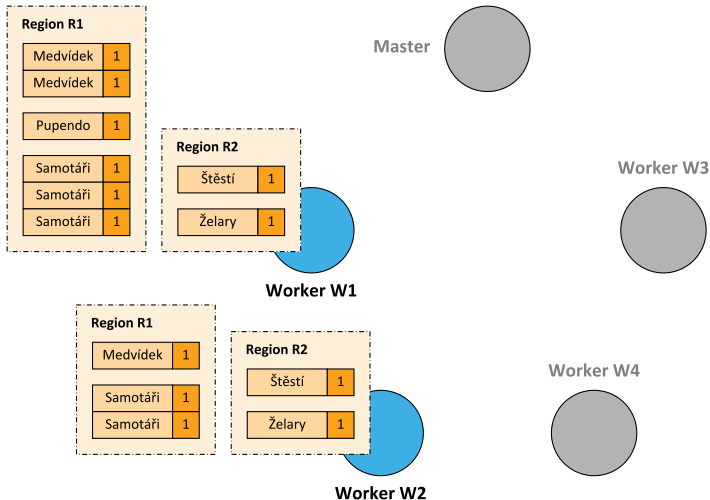 Region R1
Medvídek 1
Medvídek 1
Pupendo 1
Samotáři 1
Samotáři 1
Samotáři 1
Region R2
Štěstí 1
Želary 1
Worker W1
Master
Worker W3
Region R1
Medvídek 1
Samotáři 1
Samotáři 1
Region R2
Štěstí 1
Želary 1
Worker W2
Worker W4